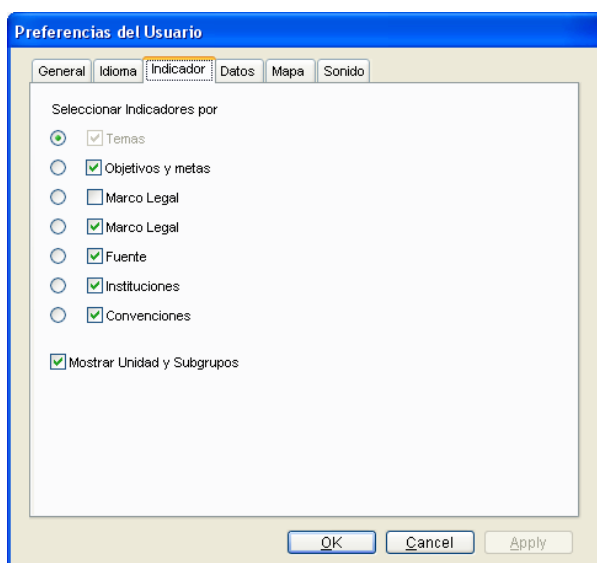 Preferencias del Usuario
General Idioma Indicador Datos Mapa Sonido
Seleccionar Indicadores por
Temas
Objetivos y metas
Marco Legal
Marco Legal
Fuente
Instituciones
Convenciones
Mostrar Unidad y Subgrupos
OK Cancel Apply